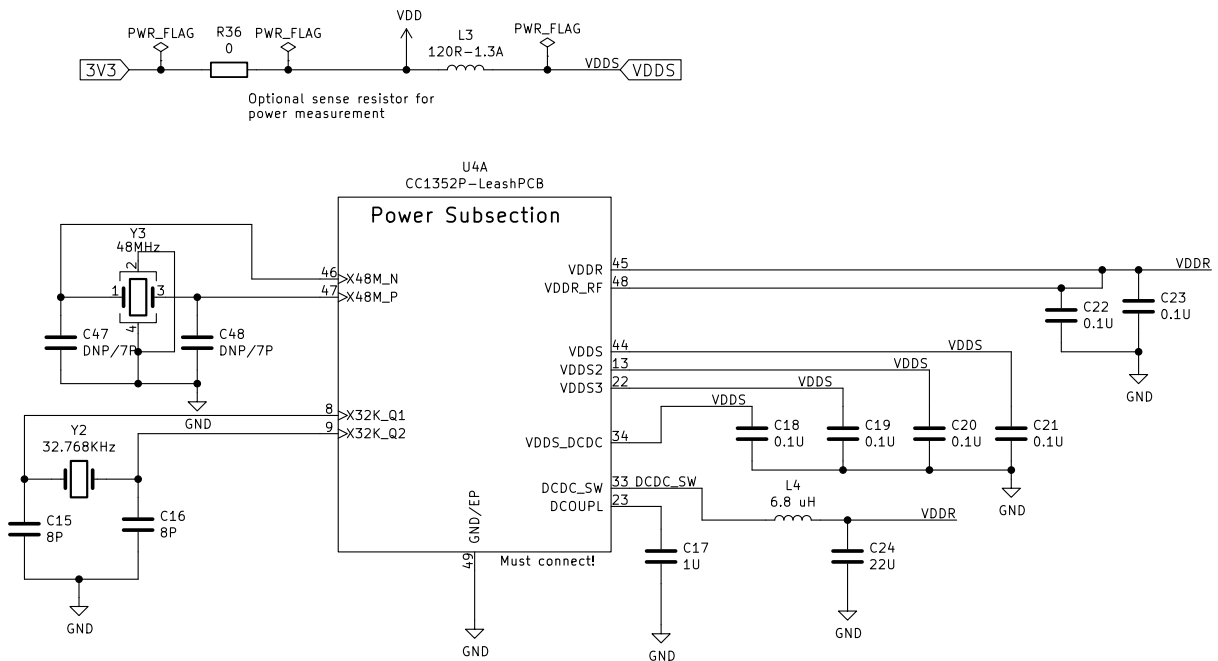 VDD
PWR_FLAG
R36
0
PWR_FLAG
L3
120R-1.3A
PWR_FLAG
3V3
VDDS
VDDS
Optional sense resistor for
power measurement
U4A
CC1352P-LeashPCB
Power Subsection
Y3
48MHz
2
1
3
4
46
X48M_N
47
X48M_P
C47
DNP/7P
C48
DNP/7P
GND
8
X32K_Q1
9
X32K_Q2
Y2
32.768KHz
C15
8P
C16
8P
GND
VDDR
45
VDDR
VDDR_RF
48
C22
0.1U
C23
0.1U
GND
VDDS
44
VDDS
VDDS2
13
VDDS
VDDS3
22
VDDS
VDDS
VDDS_DCDC
34
C18
0.1U
C19
0.1U
C20
0.1U
C21
0.1U
GND
DCDC_SW
33
DCDC_SW
DCOUPL
23
L4
6.8 uH
VDDR
C17
1U
C24
22U
GND
GND
GND/EP
49
Must connect!
GND